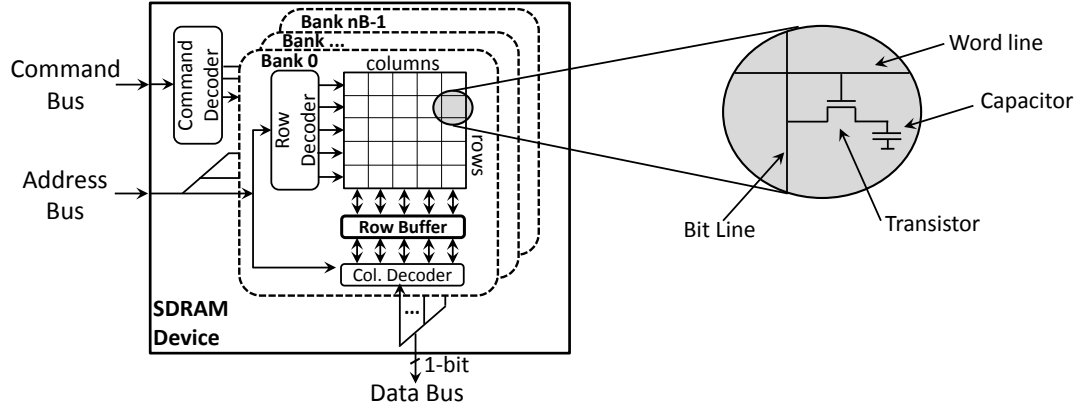 Bank nB-1
Bank ...
Bank 0
columns
Command
Bus
Command
Decoder
Row
Decoder
rows
Address
Bus
Row Buffer
Col. Decoder
...
SDRAM
Device
1-bit
Data Bus
Word line
Capacitor
Transistor
Bit Line